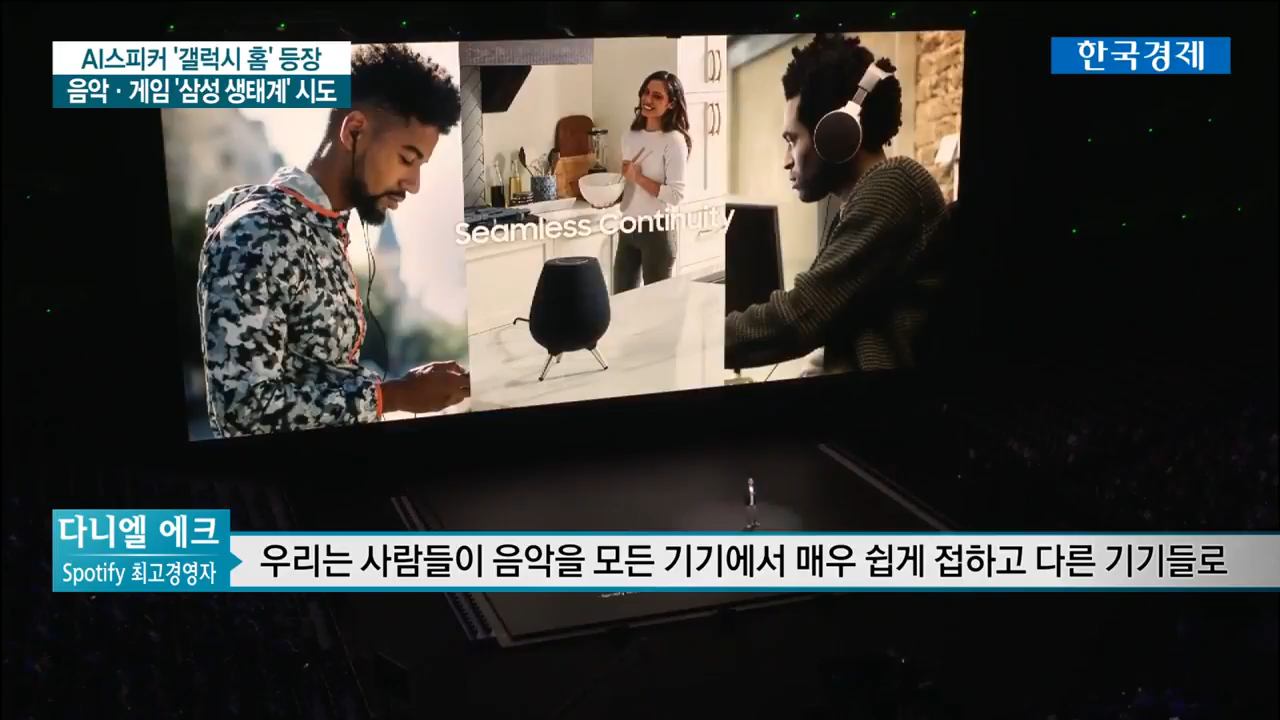 AI스피커 '갤럭시 홈' 등장
음악·게임 '삼성 생태계' 시도
한국경제
Seamless Continuity
다니엘 에크
Spotify 최고경영자
우리는 사람들이 음악을 모든 기기에서 매우 쉽게 접하고 다른 기기들로